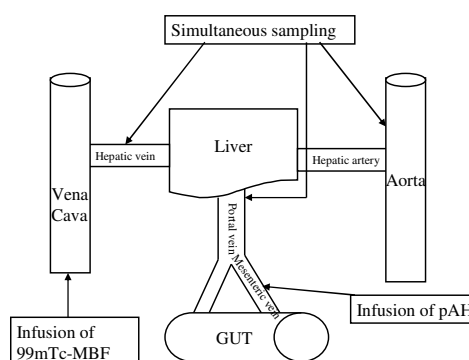 Simultaneous sampling
Liver
Hepatic vein
Hepatic artery
Vena
Cava
Aorta
Portal vein
Mesenteric vein
Infusion of pAH
Infusion of
99mTc-MBF
GUT